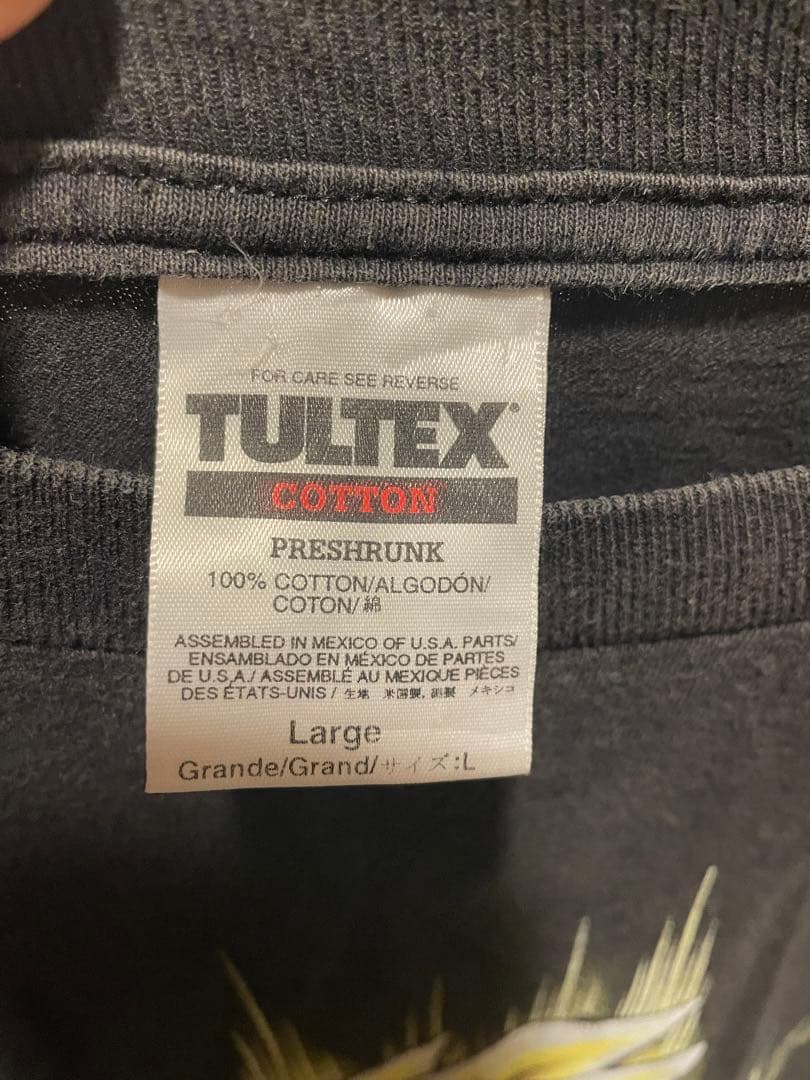 FOR CARE SEE REVERSE
TULTEX®
COTTON
PRESHRUNK
100% COTTON/ALGODÓN/
COTON/綿
ASSEMBLED IN MEXICO OF U.S.A. PARTS/
ENSAMBLADO EN MÉXICO DE PARTES
DE U.S.A./ ASSEMBLÉ AU MEXIQUE PIÈCES
DES ÉTATS-UNIS / 生地 米国製, 縫製 メキシコ
Large
Grande/Grand/サイズ:L